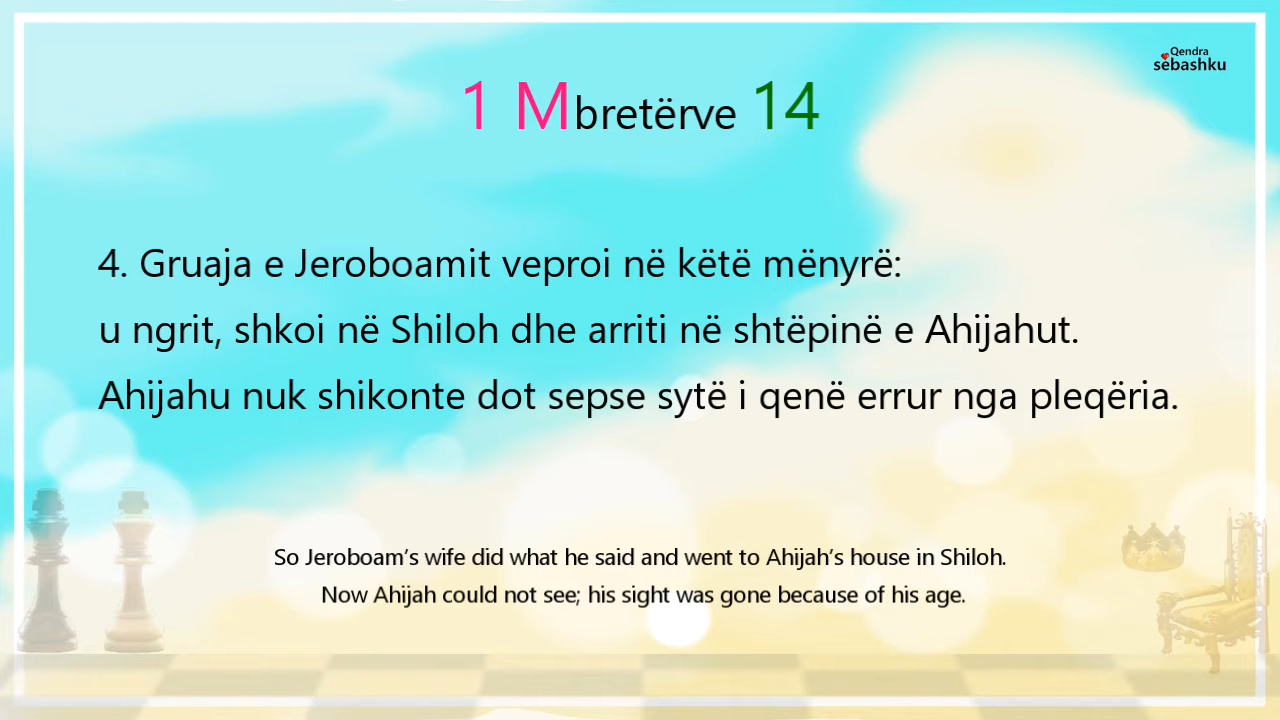 Qendra
sëbashku
1 Mbretërve 14
4. Gruaja e Jeroboamit veproi në këtë mënyrë:
u ngrit, shkoi në Shiloh dhe arriti në shtëpinë e Ahijahut.
Ahijahu nuk shikonte dot sepse sytë i qenë errur nga pleqëria.
So Jeroboam’s wife did what he said and went to Ahijah’s house in Shiloh.
Now Ahijah could not see; his sight was gone because of his age.